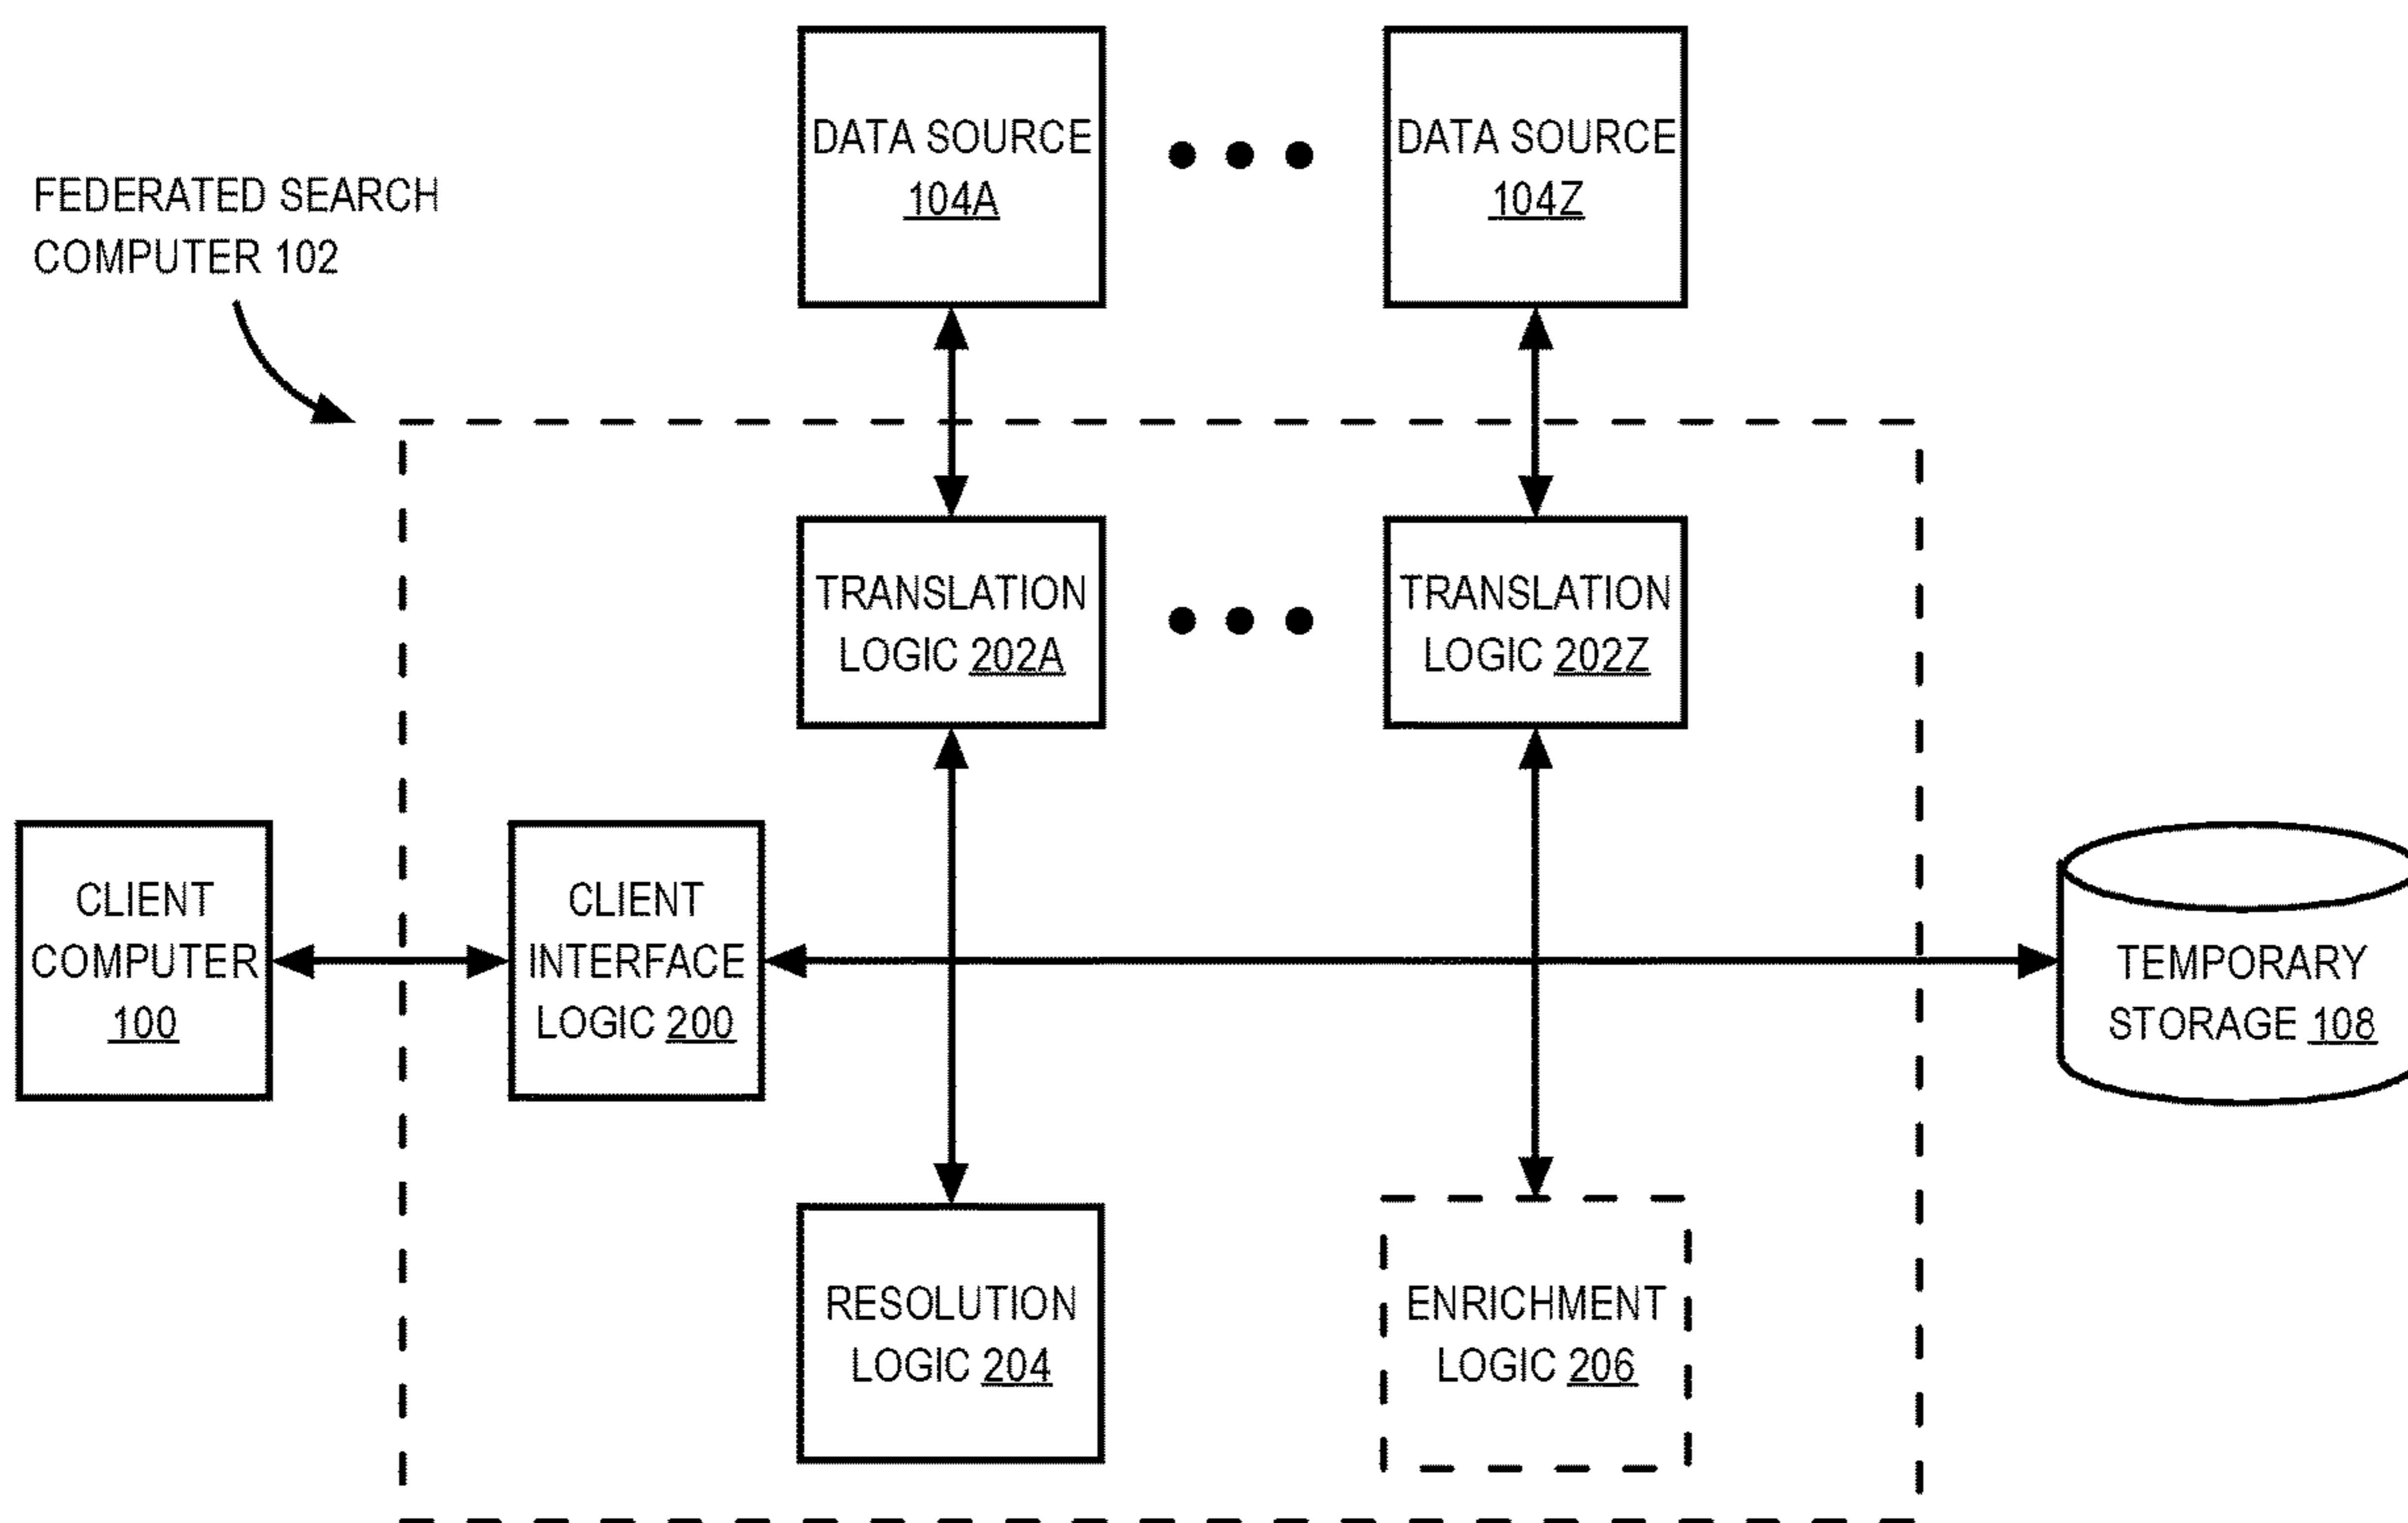 DATA SOURCE
104A
DATA SOURCE
104Z
FEDERATED SEARCH
COMPUTER 102
TRANSLATION
LOGIC 202A
TRANSLATION
LOGIC 202Z
CLIENT
COMPUTER
100
CLIENT
INTERFACE
LOGIC 200
TEMPORARY
STORAGE 108
RESOLUTION
LOGIC 204
ENRICHMENT
LOGIC 206